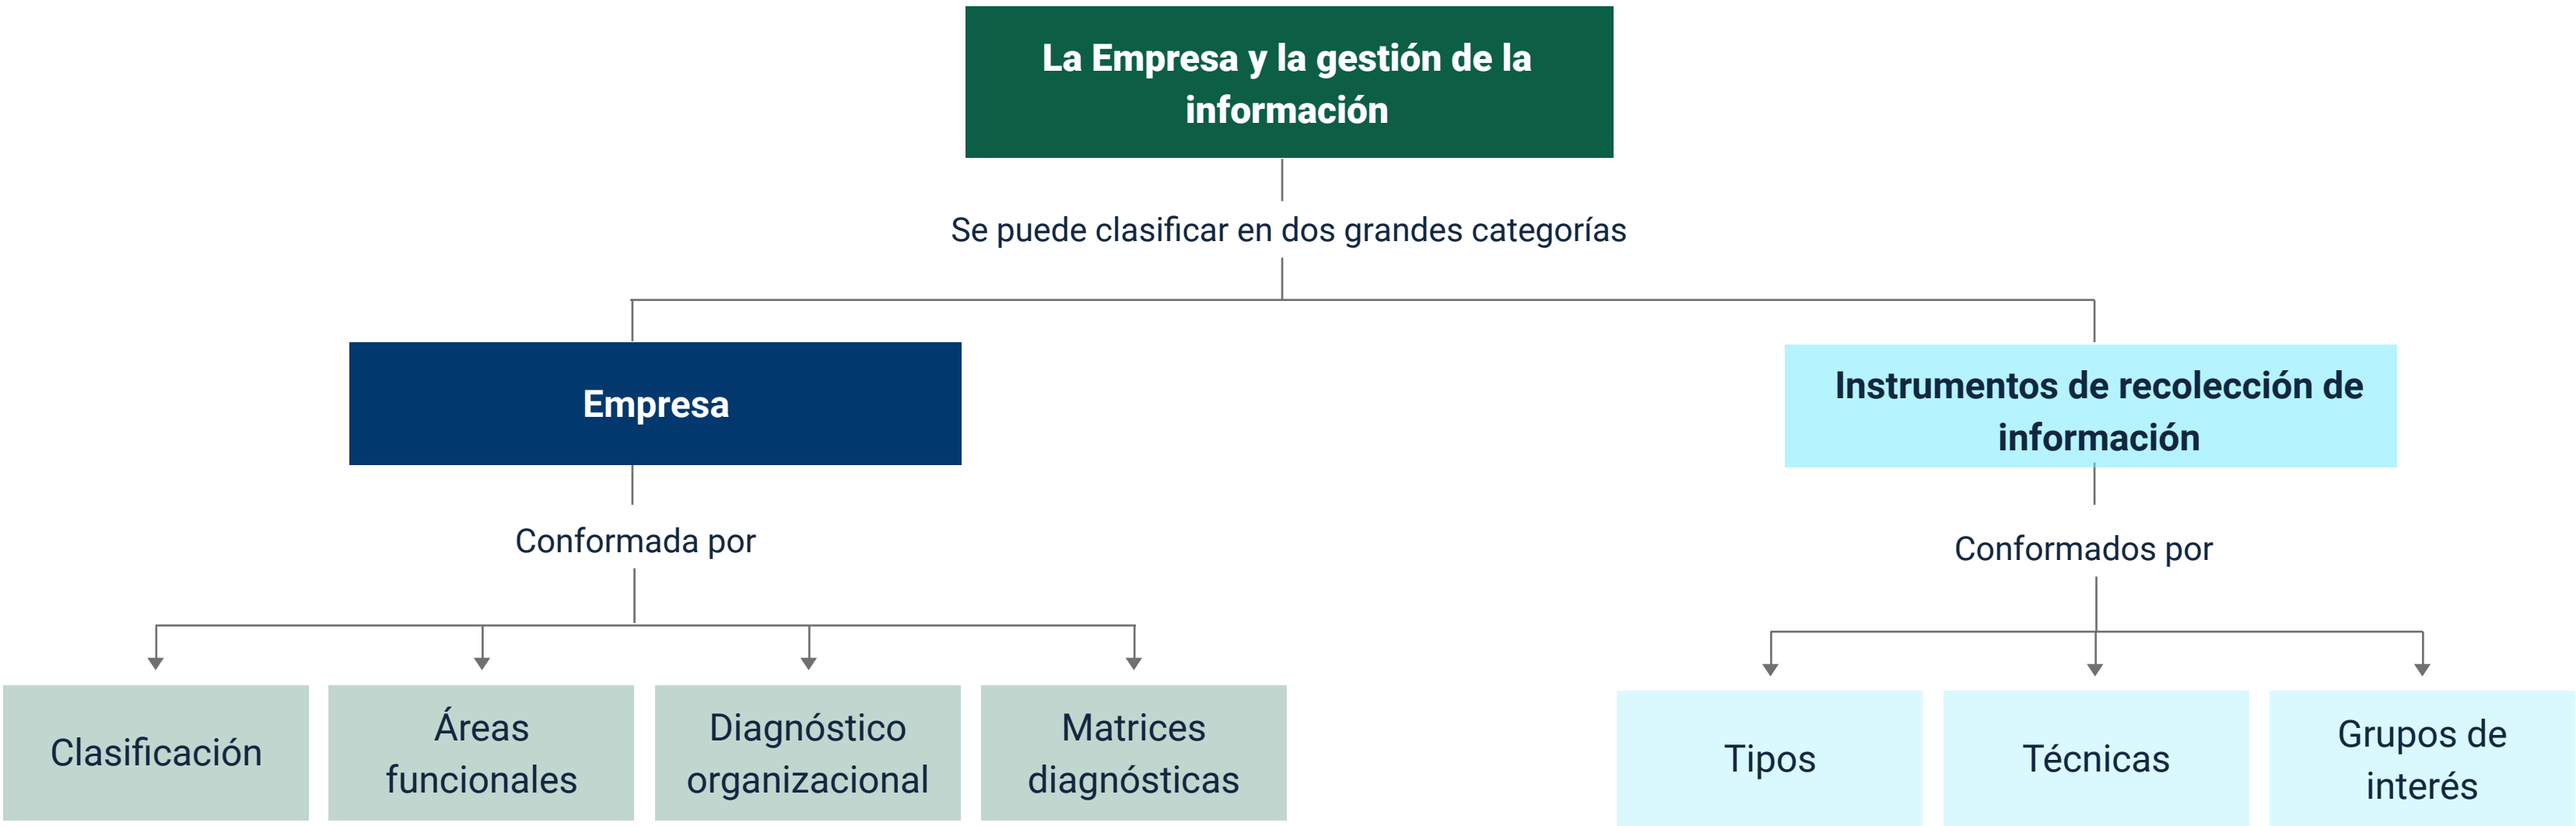 La Empresa y la gestión de la
información
Se puede clasificar en dos grandes categorías
Empresa
Instrumentos de recolección de
información
Conformada por
Conformados por
Clasificación
Áreas
funcionales
Diagnóstico
organizacional
Matrices
diagnósticas
Tipos
Técnicas
Grupos de
interés